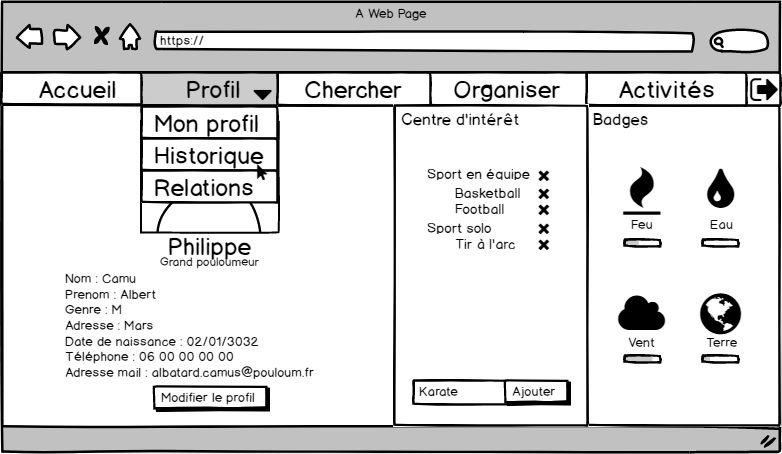 A Web Page
https://
Accueil
Profil
Chercher
Organiser
Activités
Mon profil
Historique
Relations
Philippe
Grand pouloumeur
Nom : Camu
Prenom : Albert
Genre : M
Adresse : Mars
Date de naissance : 02/01/3032
Téléphone : 06 00 00 00 00
Adresse mail : albatard.camus@pouloum.fr
Modifier le profil
Centre d'intérêt
Sport en équipe
Basketball
Football
Sport solo
Tir à l'arc
Karate
Ajouter
Badges
Feu
Eau
Vent
Terre